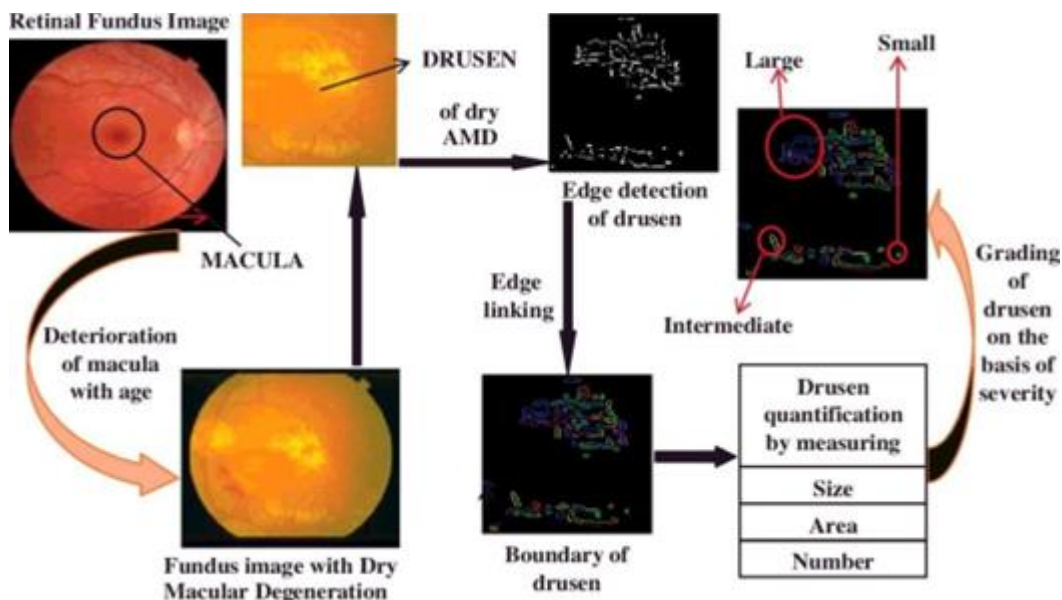 Retinal Fundus Image
MACULA
Deterioration
of macula
with age
Fundus image with Dry
Macular Degeneration
DRUSEN
of dry
AMD
Edge detection
of drusen
Edge
linking
Boundary of
drusen
Drusen
quantification
by measuring
Size
Area
Number
Grading
of
drusen
on the
basis of
severity
Large
Small
Intermediate